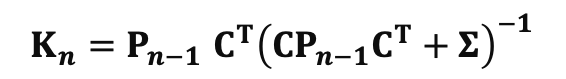 𝐊ₙ = 𝐏ₙ₋₁ 𝐂ᵀ(𝐂𝐏ₙ₋₁𝐂ᵀ + 𝚺)⁻¹